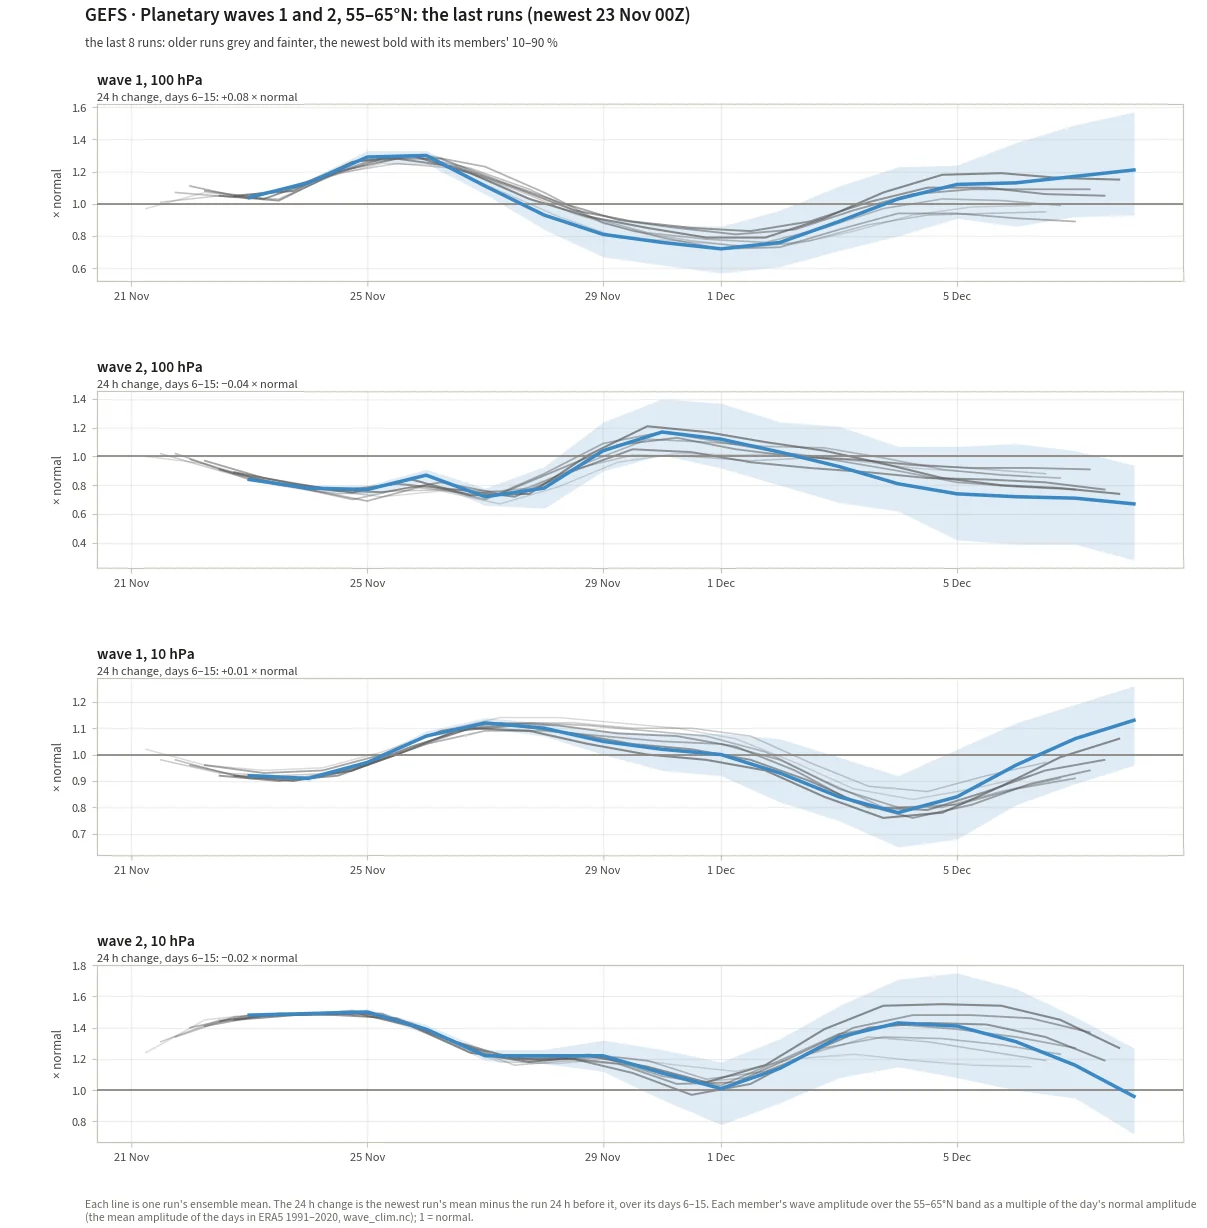 GEFS · Planetary waves 1 and 2, 55–65°N: the last runs (newest 23 Nov 00Z)
the last 8 runs: older runs grey and fainter, the newest bold with its members' 10–90 %
wave 1, 100 hPa
24 h change, days 6–15: +0.08 × normal
1.6
1.4
1.2
1.0
0.8
0.6
× normal
21 Nov
25 Nov
29 Nov
1 Dec
5 Dec
wave 2, 100 hPa
24 h change, days 6–15: −0.04 × normal
1.4
1.2
1.0
0.8
0.6
0.4
× normal
21 Nov
25 Nov
29 Nov
1 Dec
5 Dec
wave 1, 10 hPa
24 h change, days 6–15: +0.01 × normal
1.2
1.1
1.0
0.9
0.8
0.7
× normal
21 Nov
25 Nov
29 Nov
1 Dec
5 Dec
wave 2, 10 hPa
24 h change, days 6–15: −0.02 × normal
1.8
1.6
1.4
1.2
1.0
0.8
× normal
21 Nov
25 Nov
29 Nov
1 Dec
5 Dec
Each line is one run's ensemble mean. The 24 h change is the newest run's mean minus the run 24 h before it, over its days 6–15. Each member's wave amplitude over the 55–65°N band as a multiple of the day's normal amplitude
(the mean amplitude of the days in ERA5 1991–2020, wave_clim.nc); 1 = normal.